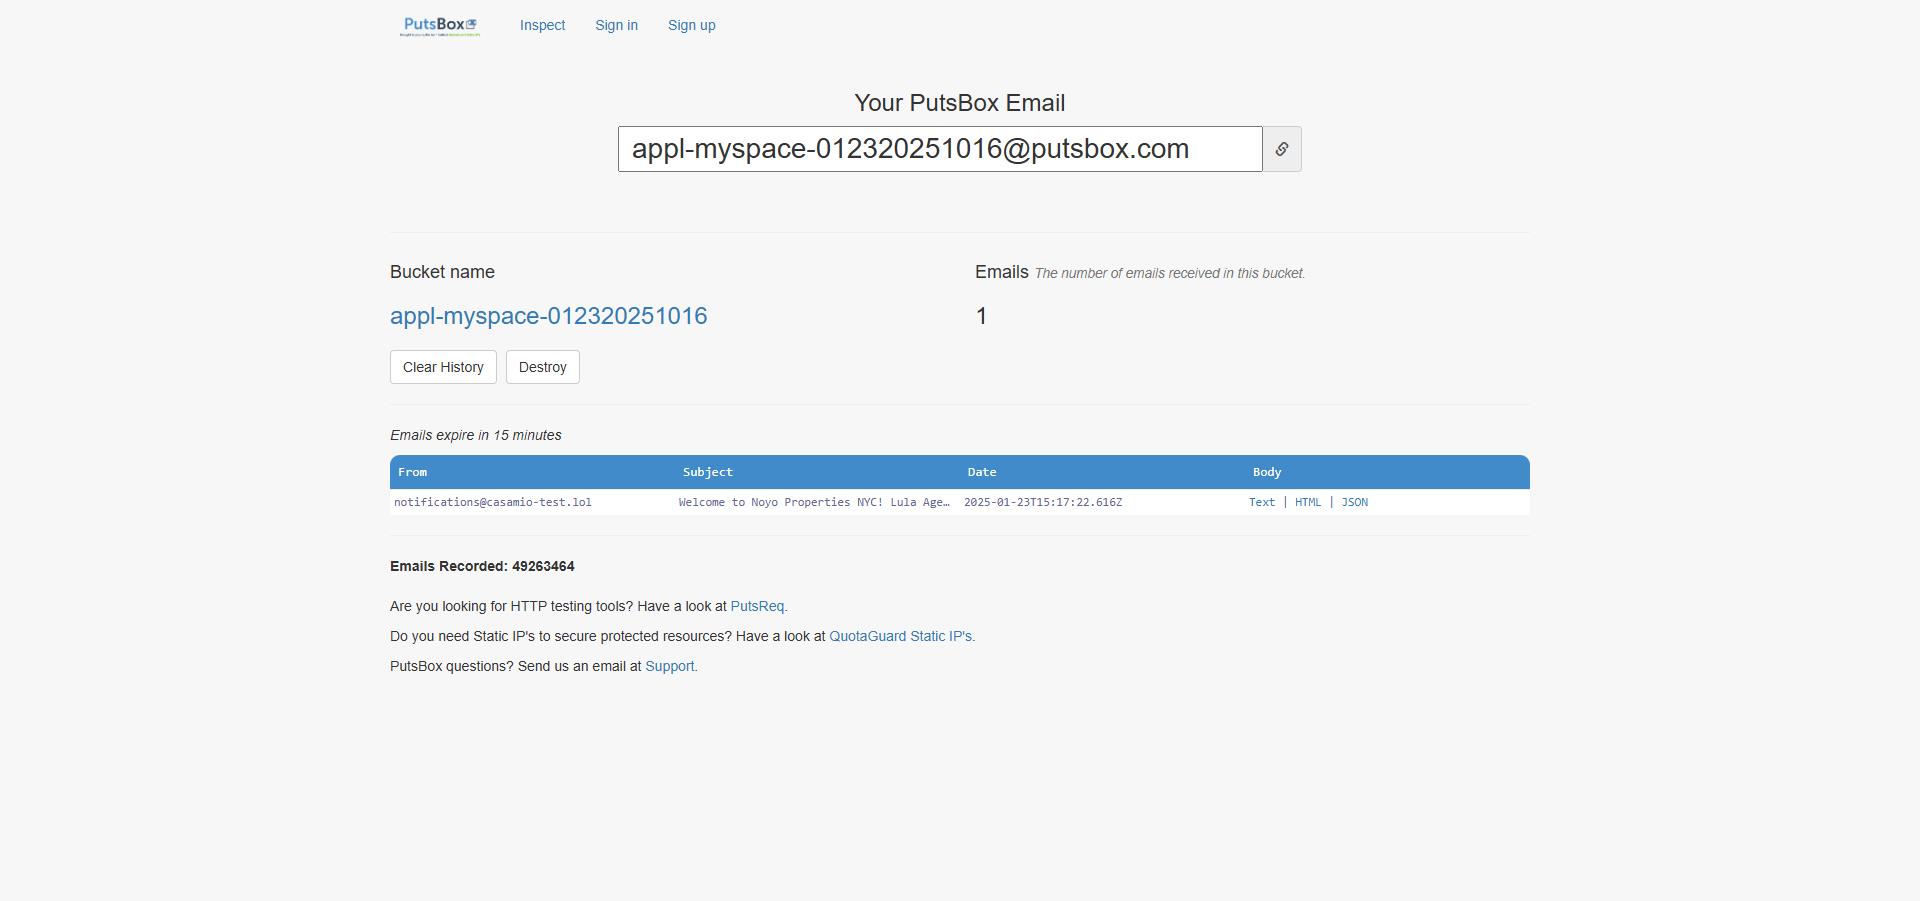 PutsBox
Inspect
Sign in
Sign up
Your PutsBox Email
appl-myspace-012320251016@putsbox.com
Bucket name
Emails The number of emails received in this bucket.
appl-myspace-012320251016
1
Clear History
Destroy
Emails expire in 15 minutes
From Subject Date Body
notifications@casamio-test.lol Welcome to Noyo Properties NYC! Lula Age… 2025-01-23T15:17:22.616Z Text | HTML | JSON
Emails Recorded: 49263464
Are you looking for HTTP testing tools? Have a look at PutsReq.
Do you need Static IP's to secure protected resources? Have a look at QuotaGuard Static IP's.
PutsBox questions? Send us an email at Support.